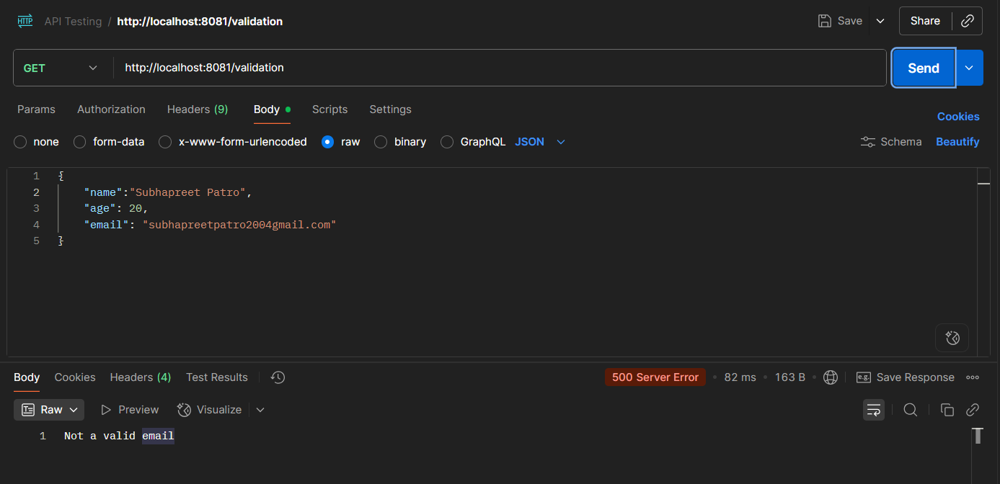 HTTP API Testing / http://localhost:8081/validation Save Share
GET http://localhost:8081/validation Send
Params Authorization Headers (9) Body Scripts Settings Cookies
none form-data x-www-form-urlencoded raw binary GraphQL JSON Schema Beautify
1 {
2 "name":"Subhapreet Patro",
3 "age": 20,
4 "email": "subhapreetpatro2004gmail.com"
5 }
Body Cookies Headers (4) Test Results 500 Server Error • 82 ms • 163 B • e.g. Save Response
Raw Preview Visualize
1 Not a valid email